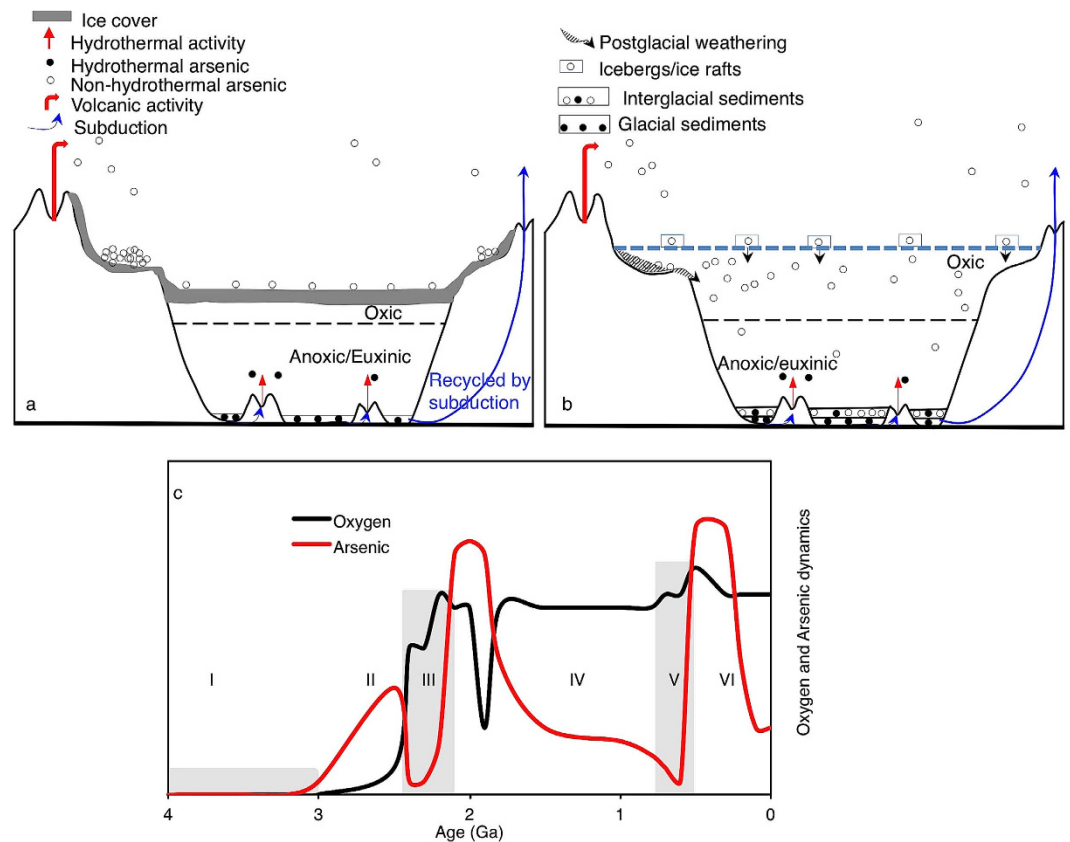 Ice cover
Hydrothermal activity
Hydrothermal arsenic
Non-hydrothermal arsenic
Volcanic activity
Subduction
Oxic
Anoxic/Euxinic
Recycled by
subduction
a
Postglacial weathering
Icebergs/ice rafts
Interglacial sediments
Glacial sediments
Oxic
Anoxic/euxinic
b
c
Oxygen
Arsenic
I
II
III
IV
V
VI
Oxygen and Arsenic dynamics
4
3
2
1
0
Age (Ga)